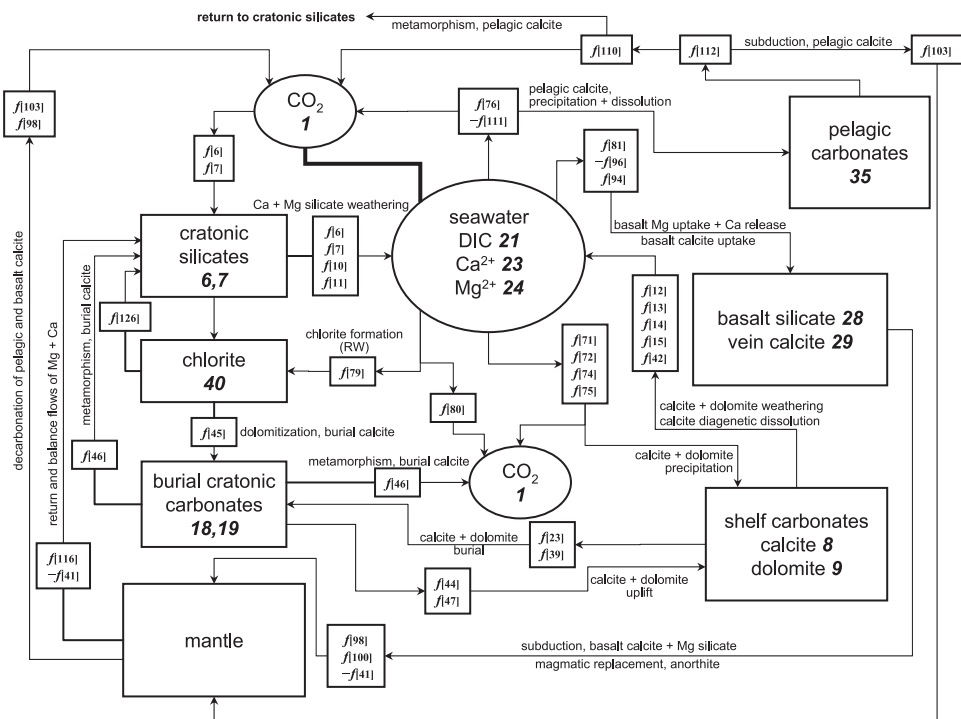 return to cratonic silicates
metamorphism, pelagic calcite
f[110]
f[112]
subduction, pelagic calcite
f[103]
f[103]
f[98]
CO2
1
pelagic calcite,
precipitation + dissolution
f[76]
–f[111]
pelagic
carbonates
35
f[6]
f[7]
f[81]
–f[96]
f[94]
Ca + Mg silicate weathering
seawater
DIC 21
Ca2+ 23
Mg2+ 24
basalt Mg uptake + Ca release
basalt calcite uptake
cratonic
silicates
6,7
f[6]
f[7]
f[10]
f[11]
f[12]
f[13]
f[14]
f[15]
f[42]
basalt silicate 28
vein calcite 29
f[126]
chlorite
40
chlorite formation
(RW)
f[79]
f[71]
f[72]
f[74]
f[75]
f[80]
calcite + dolomite weathering
calcite diagenetic dissolution
f[45]
dolomitization, burial calcite
decarbonation of pelagic and basalt calcite
return and balance flows of Mg + Ca
metamorphism, burial calcite
f[46]
metamorphism, burial calcite
f[46]
CO2
1
calcite + dolomite
precipitation
burial cratonic
carbonates
18,19
calcite + dolomite
burial
f[23]
f[39]
shelf carbonates
calcite 8
dolomite 9
f[116]
–f[41]
f[44]
f[47]
calcite + dolomite
uplift
mantle
f[98]
f[100]
–f[41]
subduction, basalt calcite + Mg silicate
magmatic replacement, anorthite